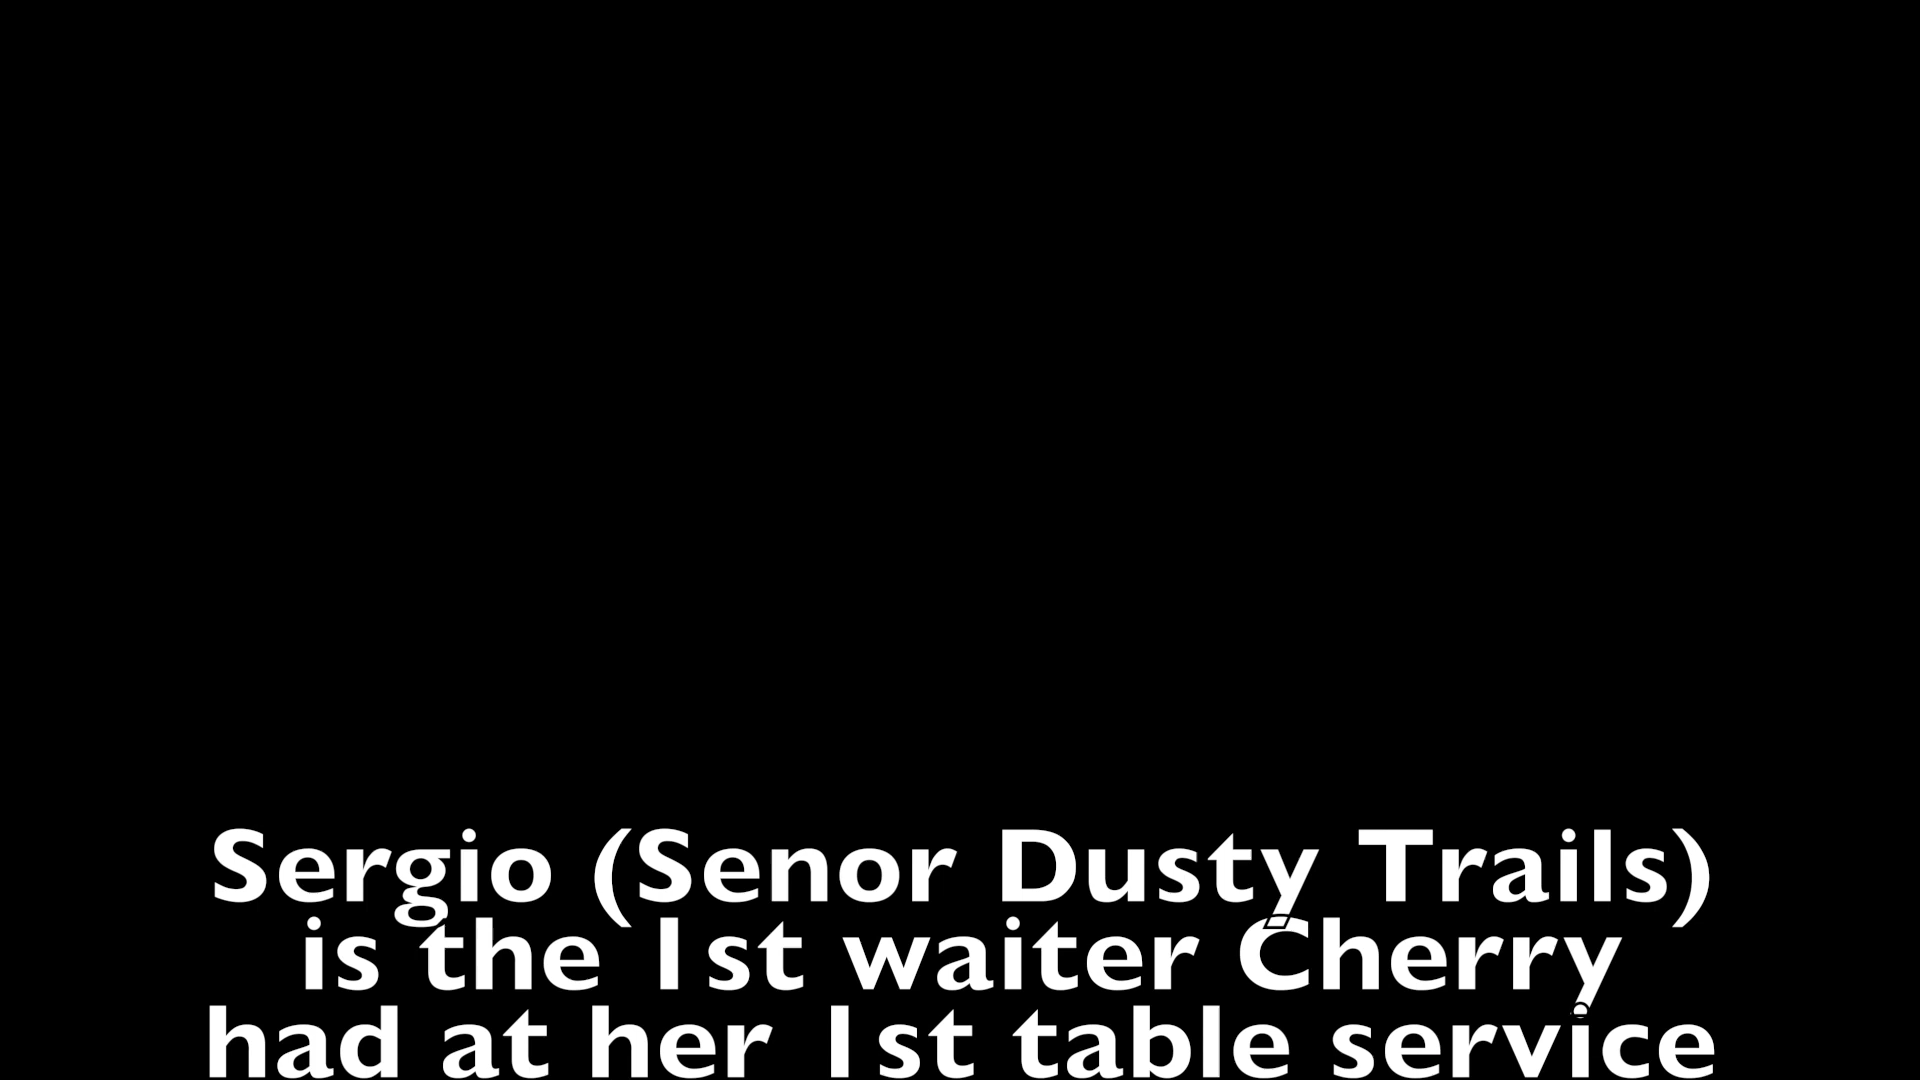 Sergio (Senor Dusty Trails)
is the 1st waiter Cherry
had at her 1st table service